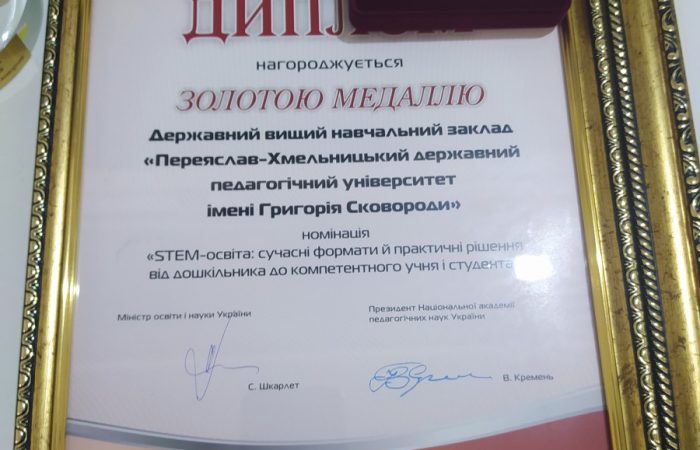 ДИПЛОМ
нагороджується
ЗОЛОТОЮ МЕДАЛЛЮ
Державний вищий навчальний заклад
«Переяслав-Хмельницький державний
педагогічний університет
імені Григорія Сковороди»
номінація
«STEM-освіта: сучасні формати й практичні рішення
від дошкільника до компетентного учня і студента
Міністр освіти і науки України
Президент Національної академії
педагогічних наук України
С. Шкарлет
В. Кремень